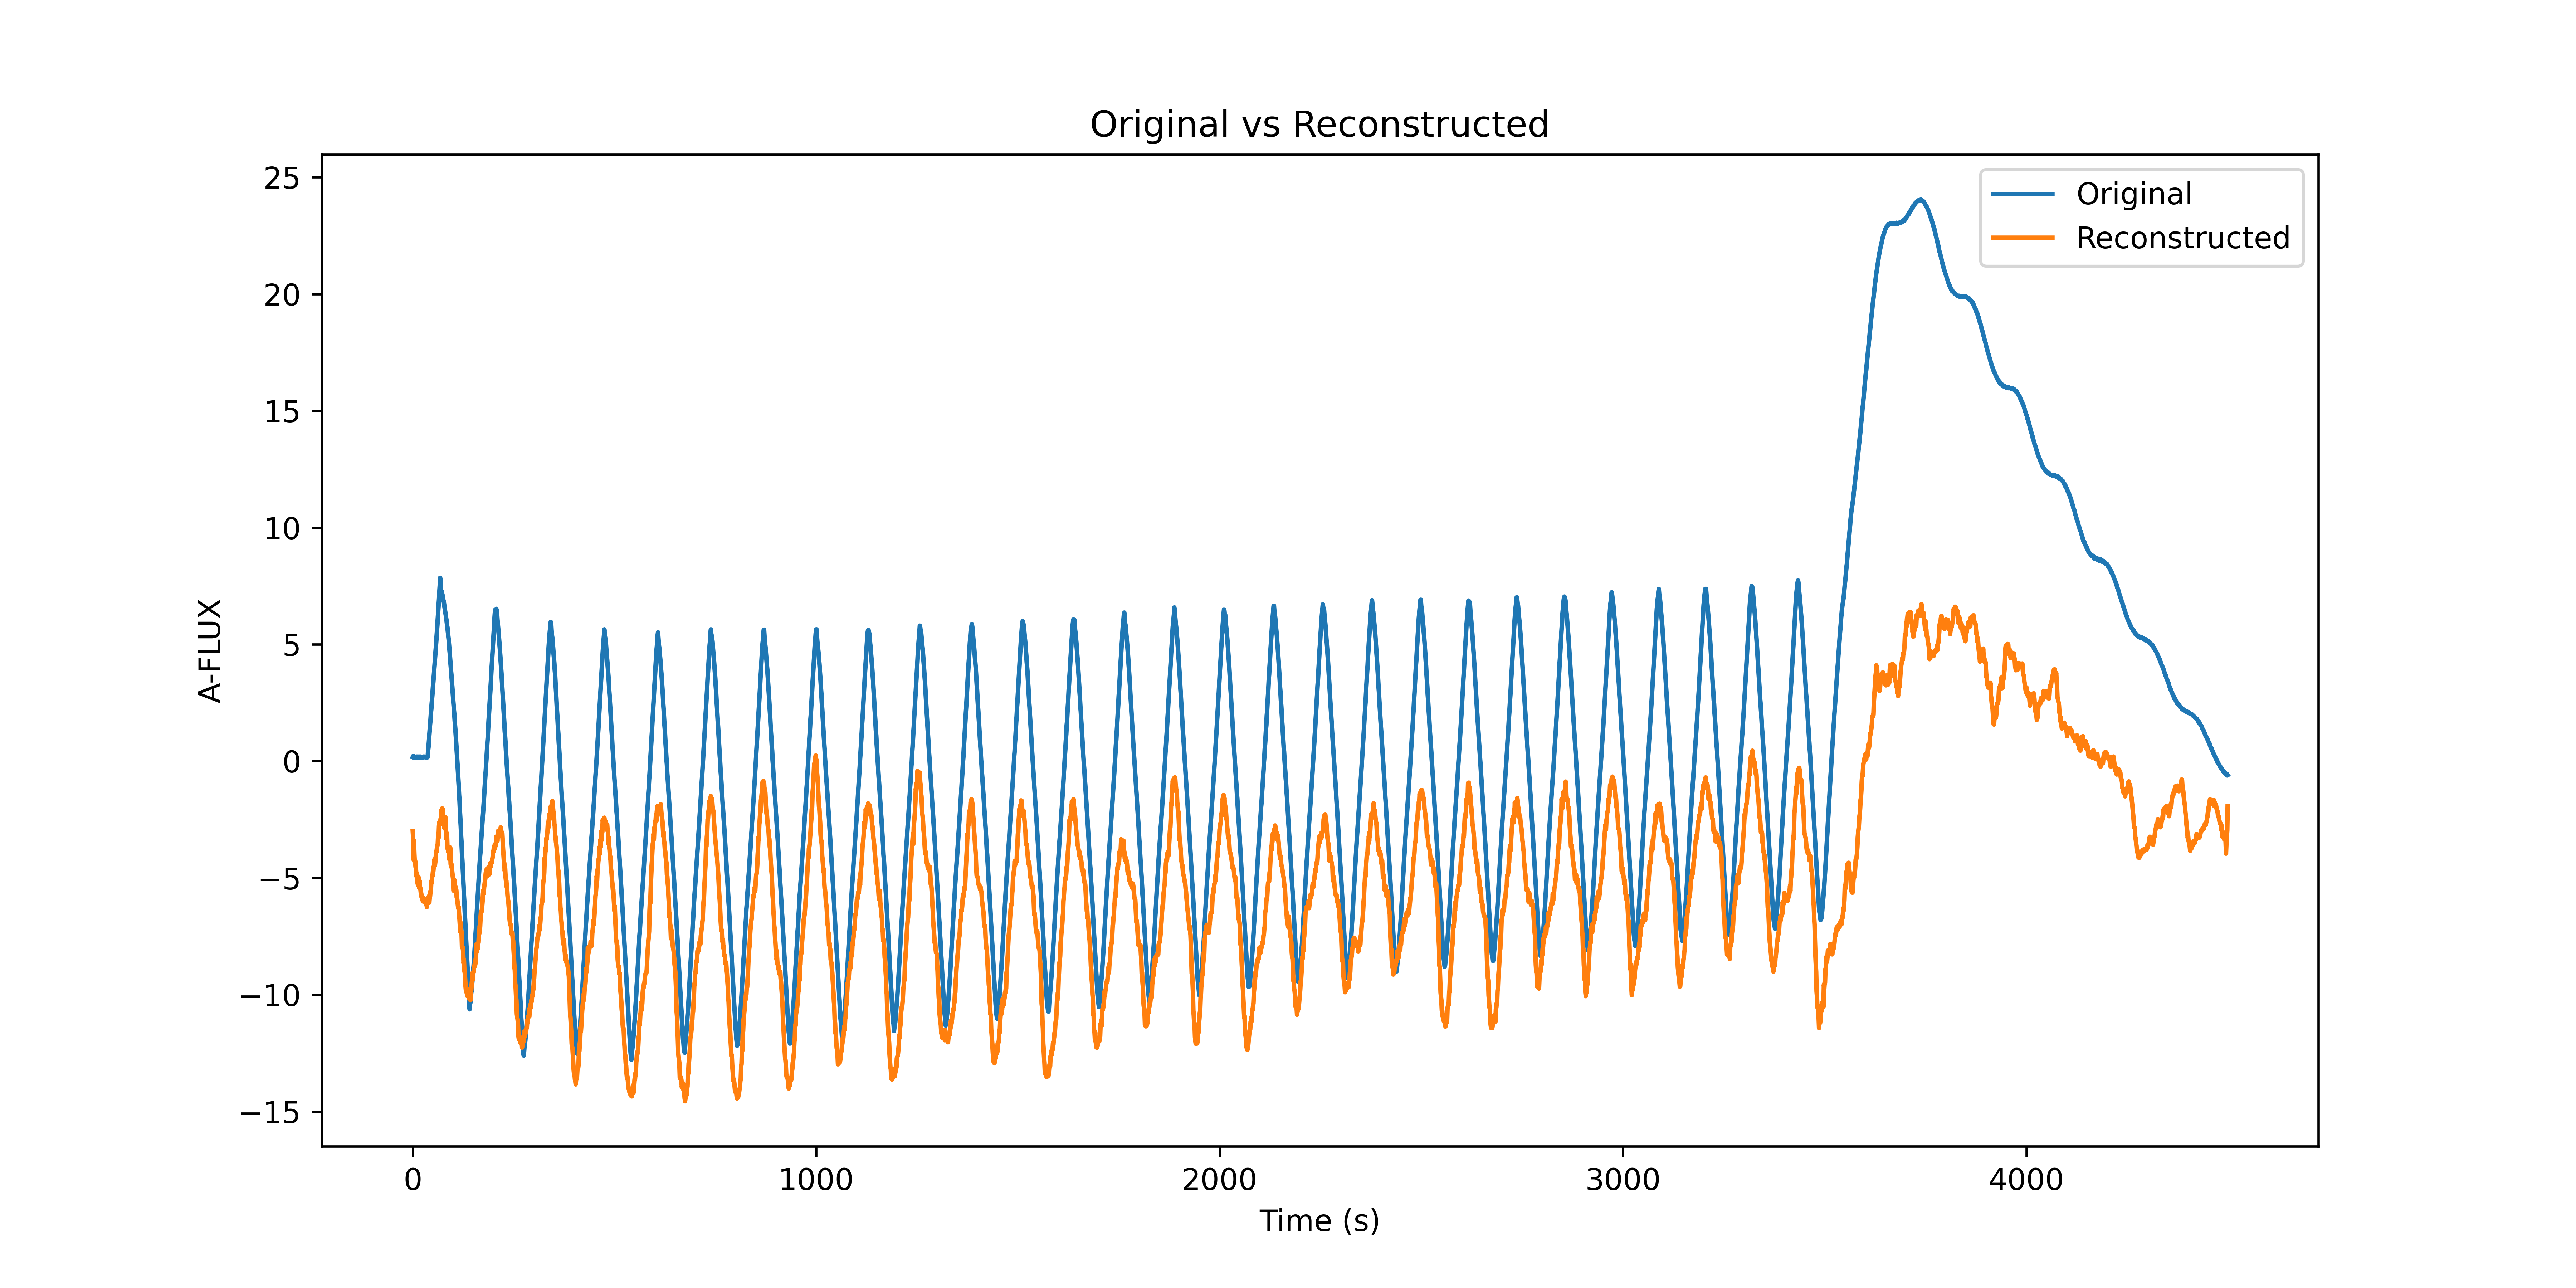 Original vs Reconstructed
25
20
15
10
5
0
−5
−10
−15
A-FLUX
Original
Reconstructed
0 1000 2000 3000 4000
Time (s)